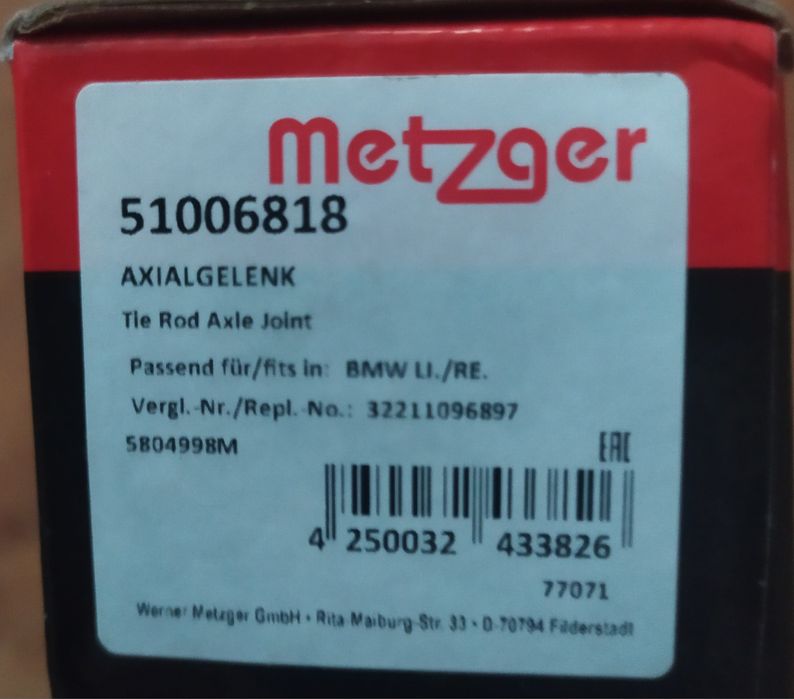 metzger
51006818
AXIALGELENK
Tie Rod Axle Joint
Passend für/fits in: BMW LI./RE.
Vergl.-Nr./Repl.-No.: 32211096897
5804998M
EAC
4 250032 433826
77071
Werner Metzger GmbH • Rita-Maiburg-Str. 33 • D-70794 Filderstadt